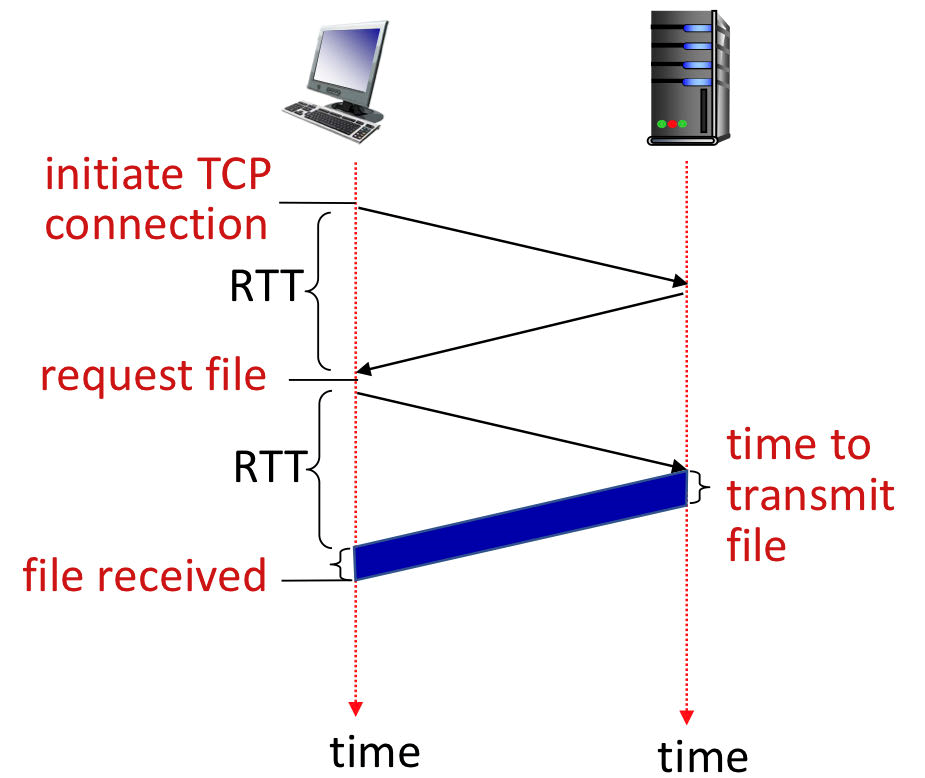 initiate TCP
connection
RTT
request file
RTT
time to
transmit
file
file received
time
time